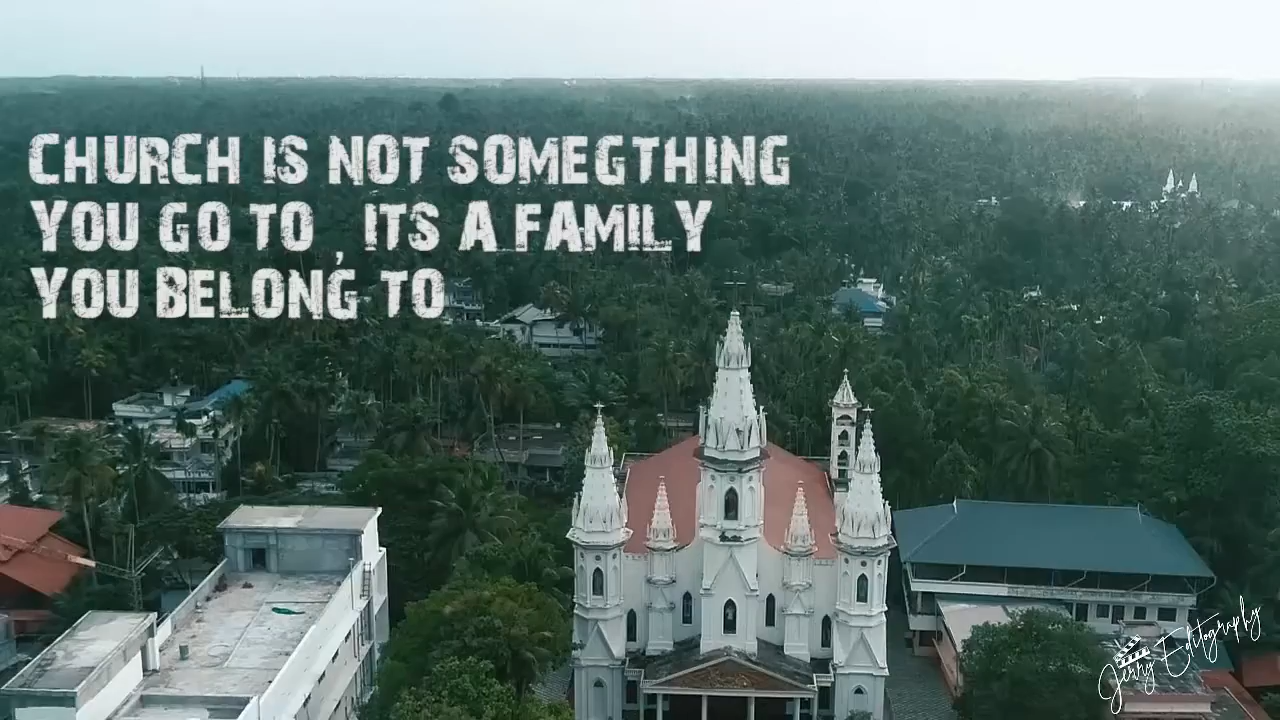 CHURCH IS NOT SOMEGTHING
YOU GO TO , ITS A FAMILY
YOU BELONG TO
Jerry Editography